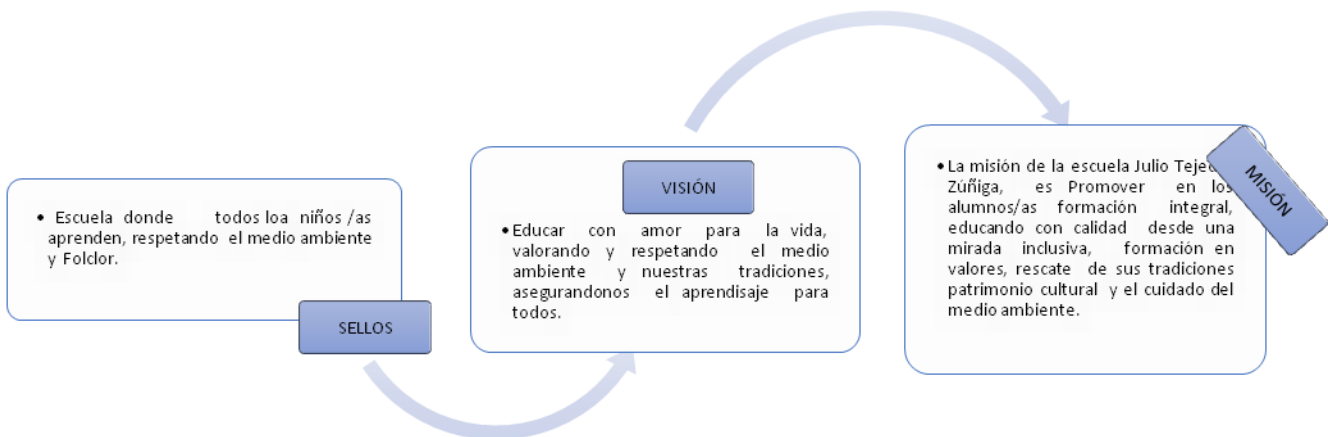 • Escuela donde todos loa niños /as
aprenden, respetando el medio ambiente
y Folclor.
SELLOS
VISIÓN
• Educar con amor para la vida,
valorando y respetando el medio
ambiente y nuestras tradiciones,
asegurandonos el aprendisaje para
todos.
MISIÓN
• La misión de la escuela Julio
Zúñiga, es Promover en los
alumnos/as formación integral,
educando con calidad desde una
mirada inclusiva, formación en
valores, rescate de sus tradiciones
patrimonio cultural y el cuidado del
medio ambiente.